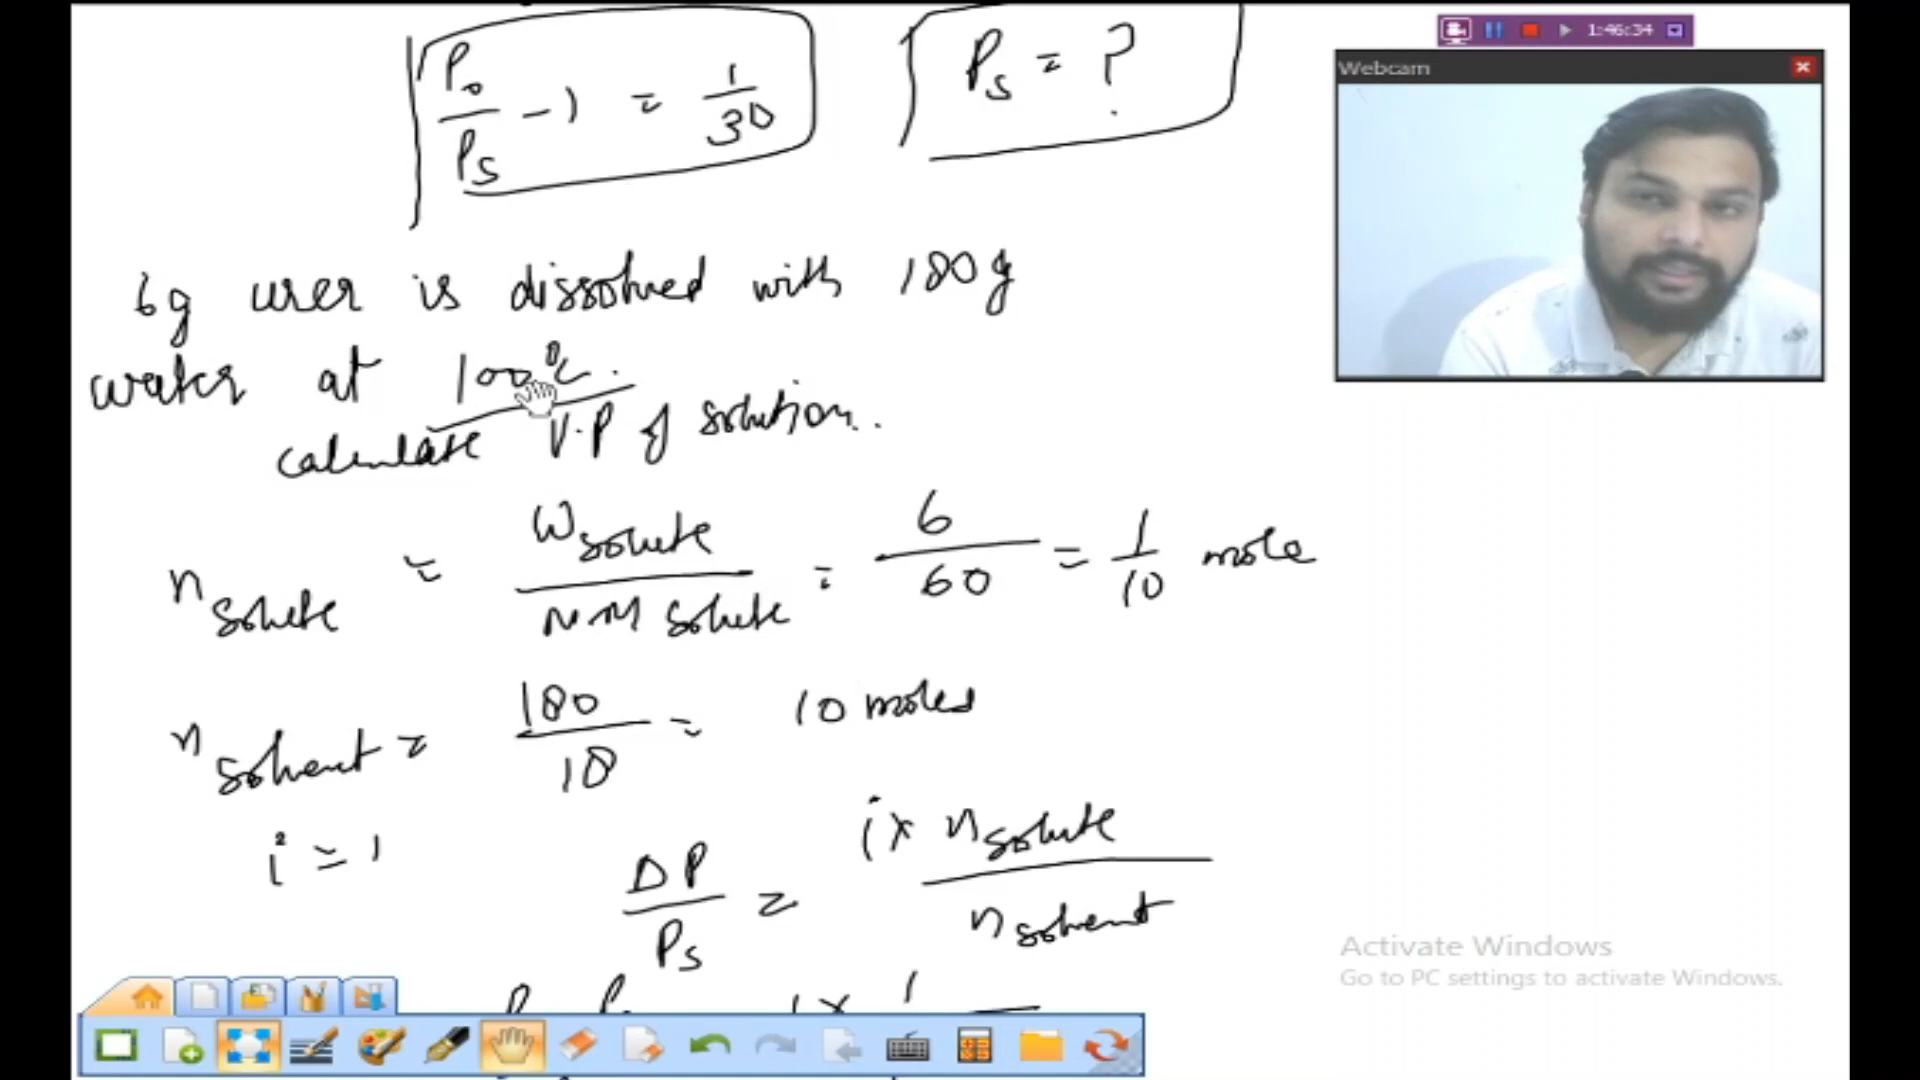 1:46:34
Webcam
P₀/Pₛ - 1 = 1/30
Pₛ = ?
6g urea is dissolved with 180g
water at 100°C.
calculate V.P of solution.
n solute = W solute / M.M solute = 6/60 = 1/10 mole
n solvent = 180/18 = 10 moles
i = 1
ΔP/Pₛ = i × n solute / n solvent
Activate Windows
Go to PC settings to activate Windows.